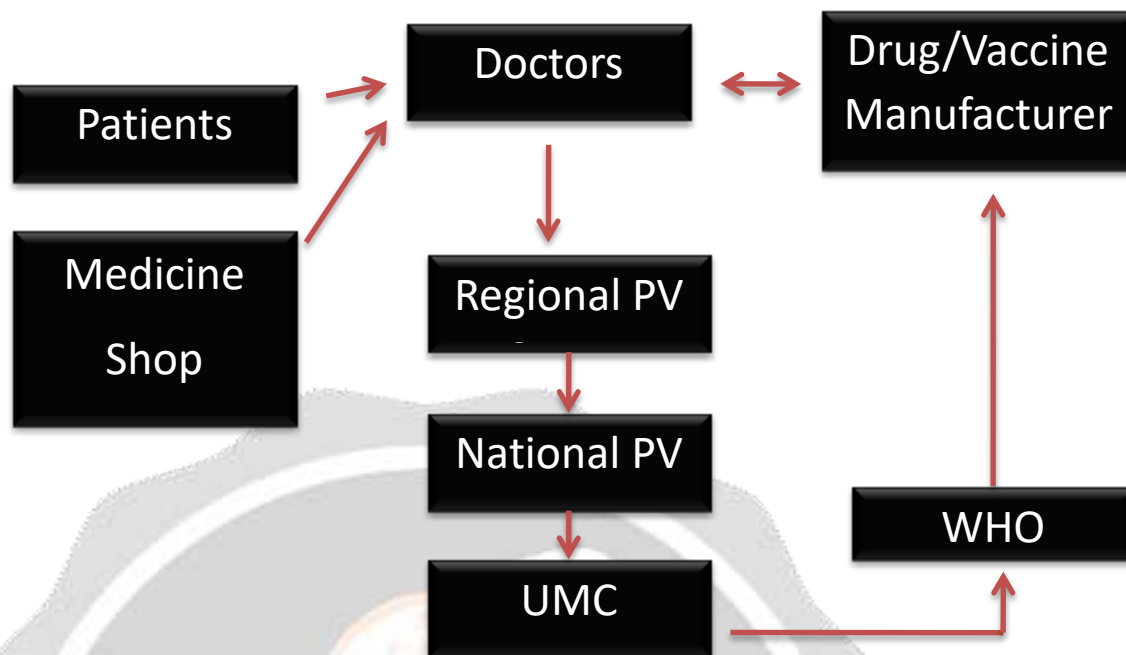 Patients
Medicine
Shop
Doctors
Drug/Vaccine
Manufacturer
Regional PV
National PV
UMC
WHO